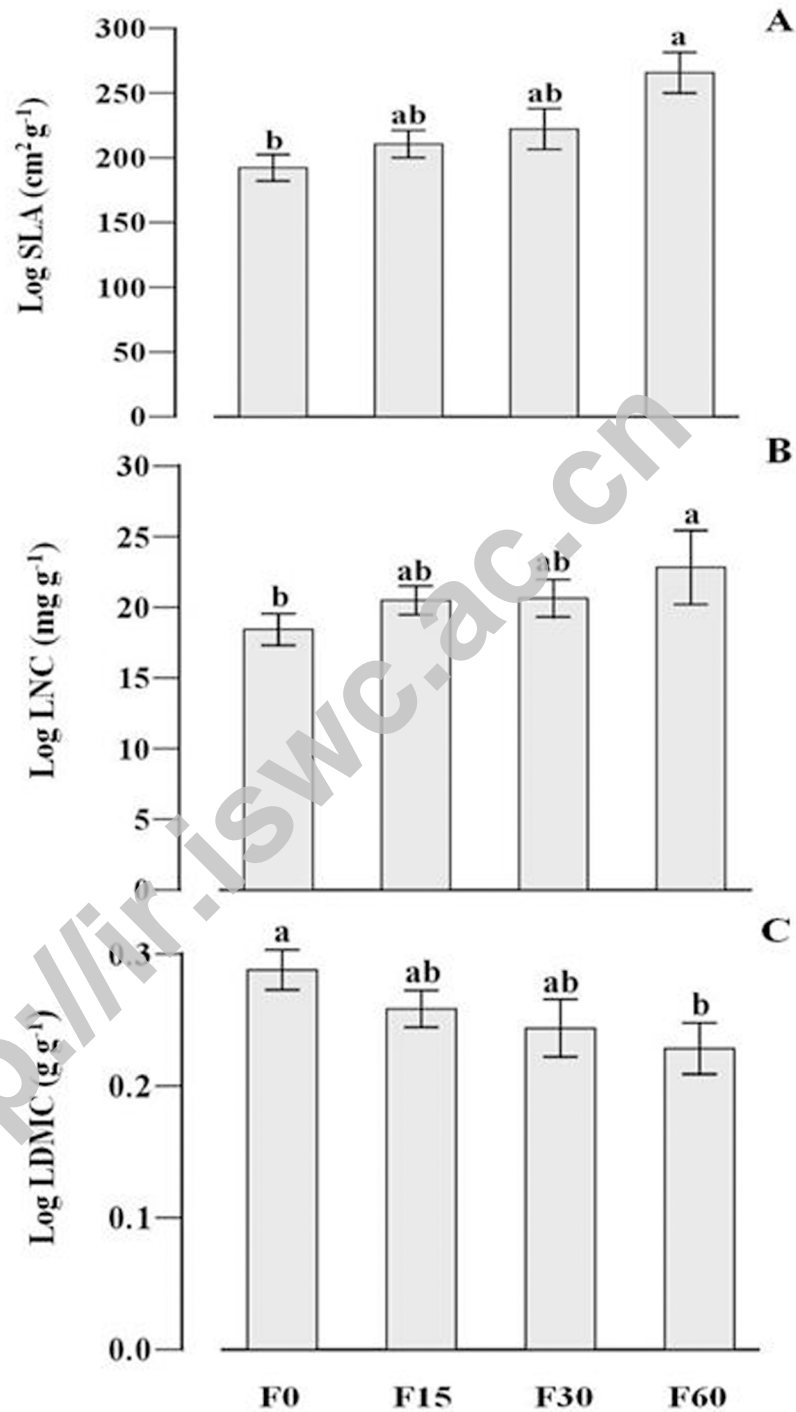 A
Log SLA (cm² g⁻¹)
300
250
200
150
100
50
0
b
ab
ab
a
B
Log LNC (mg g⁻¹)
30
25
20
15
10
5
0
b
ab
ab
a
C
Log LDMC (g g⁻¹)
0.3
0.2
0.1
0.0
a
ab
ab
b
F0 F15 F30 F60
p://ir.iswc.ac.cn